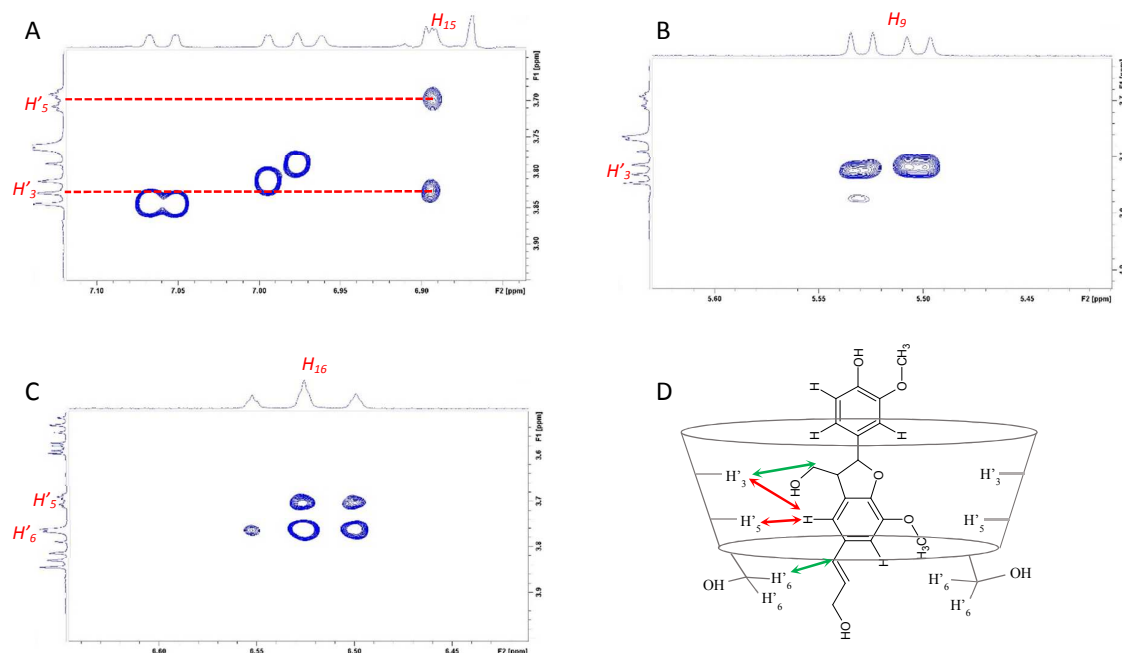 A
H₁₅
F1 [ppm]
H'₅
3.70
3.75
3.80
H'₃
3.85
3.90
7.10 7.05 7.00 6.95 6.90 F2 [ppm]
B
H₉
H'₃
5.60 5.55 5.50 5.45 F2 [ppm]
C
H₁₆
F1 [ppm]
3.6
H'₅
3.7
H'₆
3.8
3.9
6.60 6.55 6.50 6.45 F2 [ppm]
D
OH
CH₃
H
O
H
H
H'₃
H'₃
HO
O
H'₅
H
O
H'₅
CH₃
H
OH
H'₆
H'₆
H'₆
OH
H'₆
HO